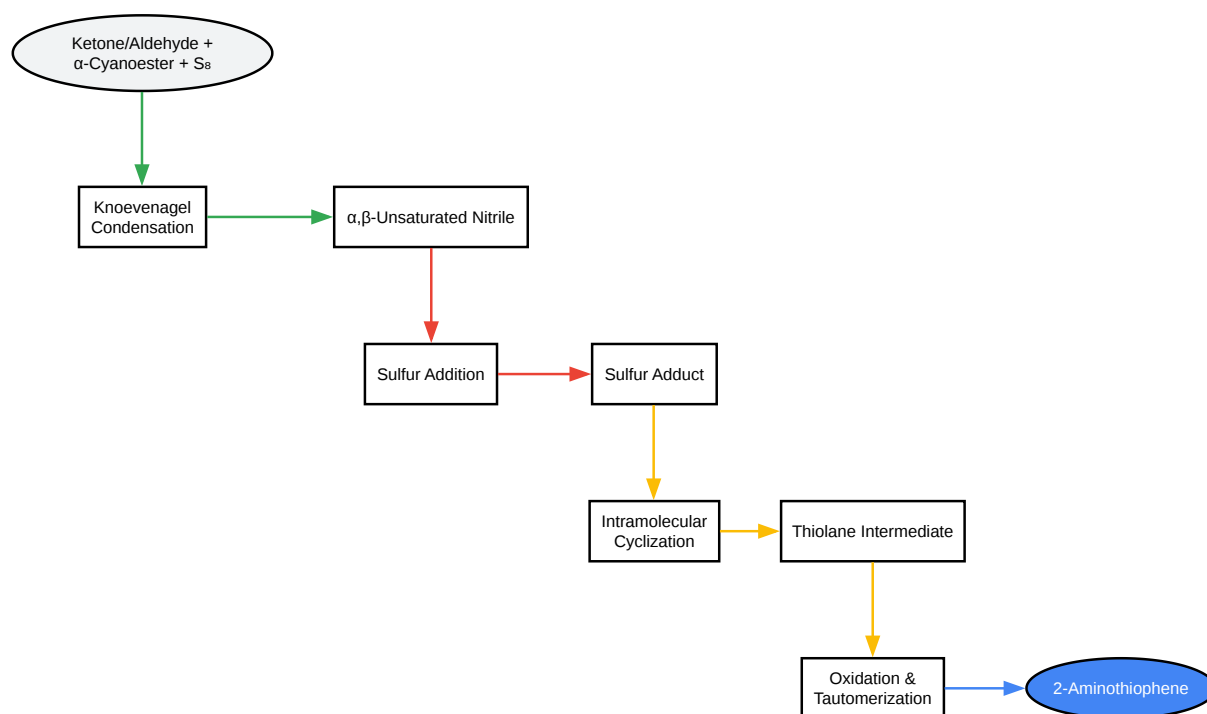 Ketone/Aldehyde +
α-Cyanoester + S₈
Knoevenagel
Condensation
α,β-Unsaturated Nitrile
Sulfur Addition
Sulfur Adduct
Intramolecular
Cyclization
Thiolane Intermediate
Oxidation &
Tautomerization
2-Aminothiophene